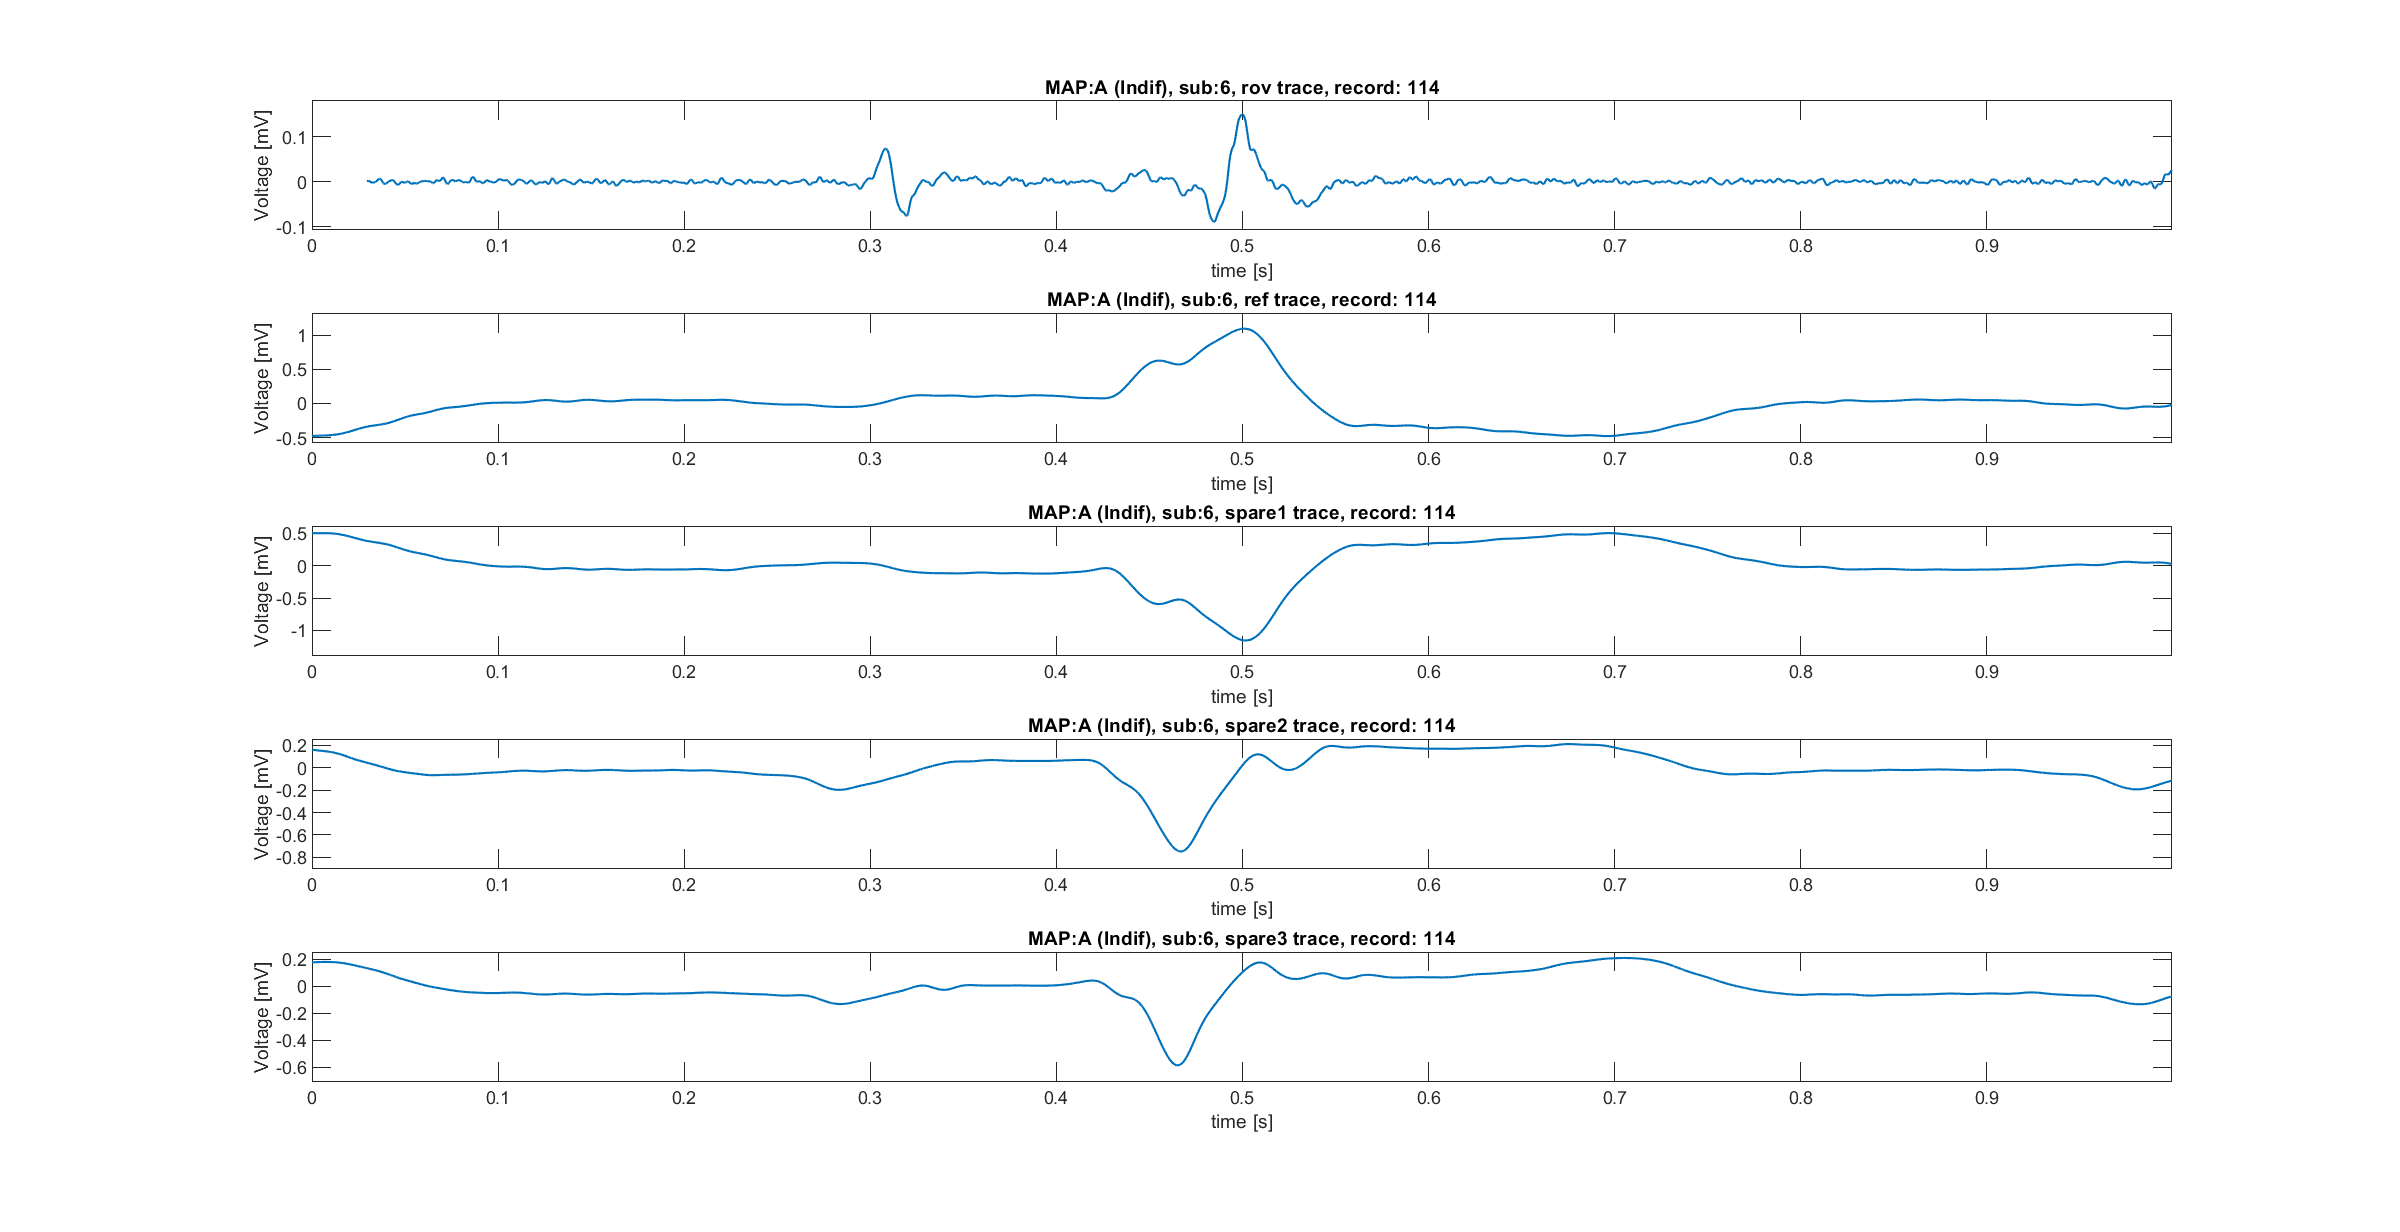 MAP:A (Indif), sub:6, rov trace, record: 114
Voltage [mV]
0.1
0
-0.1
0 0.1 0.2 0.3 0.4 0.5 0.6 0.7 0.8 0.9
time [s]
MAP:A (Indif), sub:6, ref trace, record: 114
Voltage [mV]
1
0.5
0
-0.5
0 0.1 0.2 0.3 0.4 0.5 0.6 0.7 0.8 0.9
time [s]
MAP:A (Indif), sub:6, spare1 trace, record: 114
Voltage [mV]
0.5
0
-0.5
-1
0 0.1 0.2 0.3 0.4 0.5 0.6 0.7 0.8 0.9
time [s]
MAP:A (Indif), sub:6, spare2 trace, record: 114
Voltage [mV]
0.2
0
-0.2
-0.4
-0.6
-0.8
0 0.1 0.2 0.3 0.4 0.5 0.6 0.7 0.8 0.9
time [s]
MAP:A (Indif), sub:6, spare3 trace, record: 114
Voltage [mV]
0.2
0
-0.2
-0.4
-0.6
0 0.1 0.2 0.3 0.4 0.5 0.6 0.7 0.8 0.9
time [s]